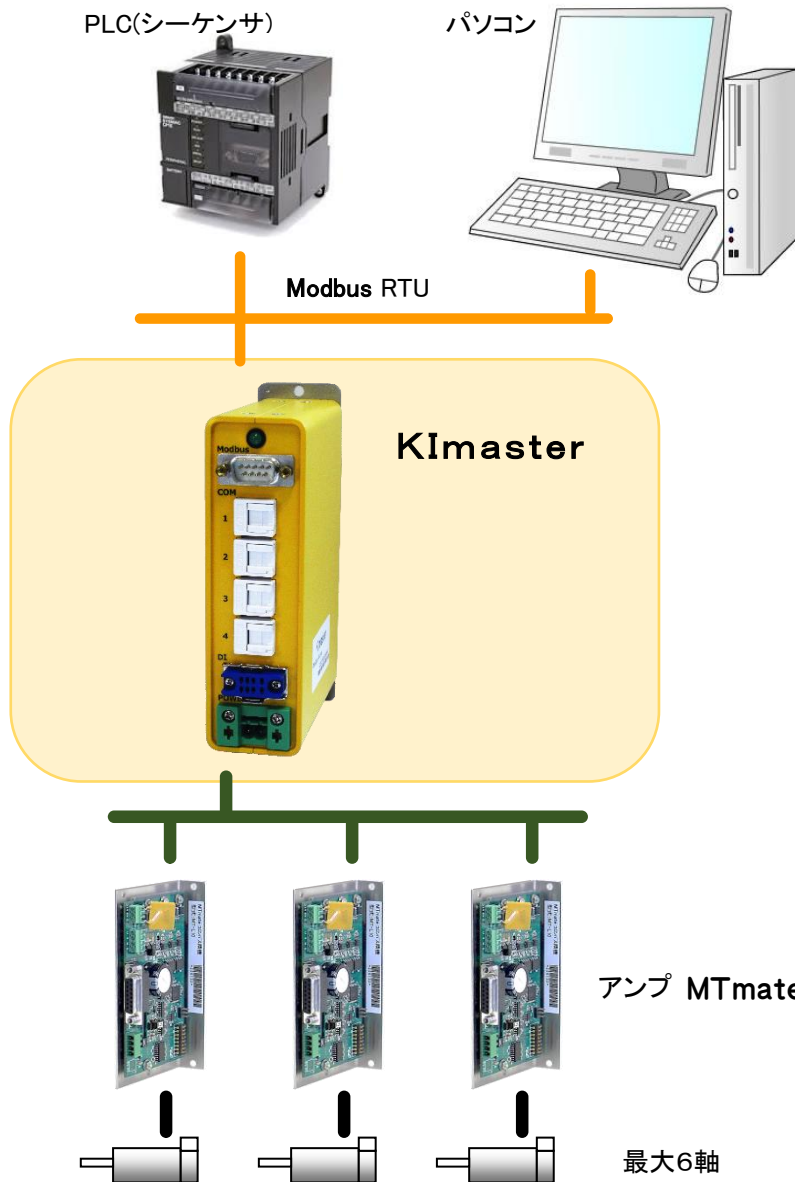 PLC(シーケンサ)
パソコン
Modbus RTU
KImaster
Modbus
COM
1
2
3
4
DI
アンプ MTmate
最大6軸